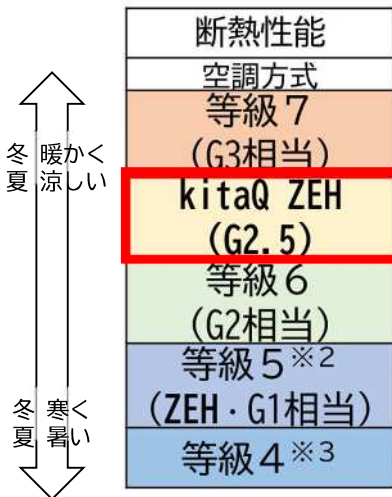 断熱性能
空調方式
等級７
(G3相当)
kitaQ ZEH
(G2.5)
等級６
(G2相当)
等級５※2
(ZEH・G1相当)
等級４※3
冬 暖かく
夏 涼しい
冬 寒く
夏 暑い